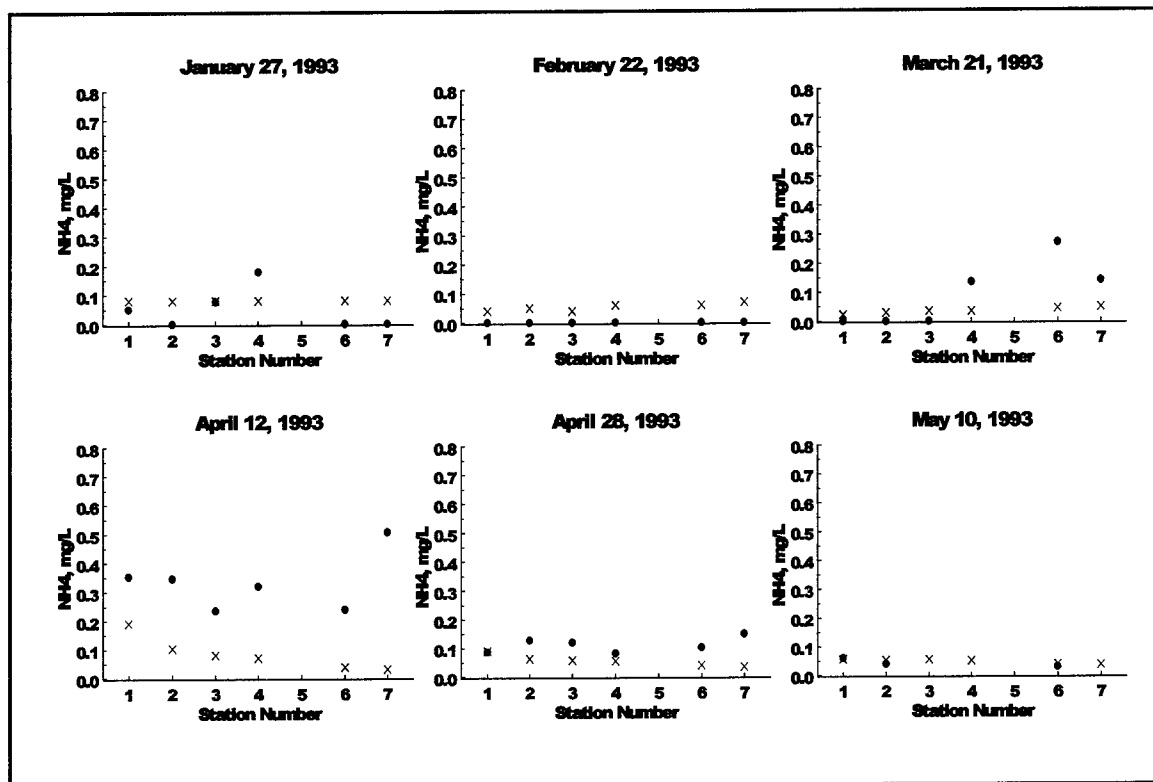 January 27, 1993
0.8
0.7
0.6
0.5
0.4
0.3
0.2
0.1
0.0
NH4, mg/L
1 2 3 4 5 6 7
Station Number
February 22, 1993
0.8
0.7
0.6
0.5
0.4
0.3
0.2
0.1
0.0
NH4, mg/L
1 2 3 4 5 6 7
Station Number
March 21, 1993
0.8
0.7
0.6
0.5
0.4
0.3
0.2
0.1
0.0
NH4, mg/L
1 2 3 4 5 6 7
Station Number
April 12, 1993
0.8
0.7
0.6
0.5
0.4
0.3
0.2
0.1
0.0
NH4, mg/L
1 2 3 4 5 6 7
Station Number
April 28, 1993
0.8
0.7
0.6
0.5
0.4
0.3
0.2
0.1
0.0
NH4, mg/L
1 2 3 4 5 6 7
Station Number
May 10, 1993
0.8
0.7
0.6
0.5
0.4
0.3
0.2
0.1
0.0
NH4, mg/L
1 2 3 4 5 6 7
Station Number